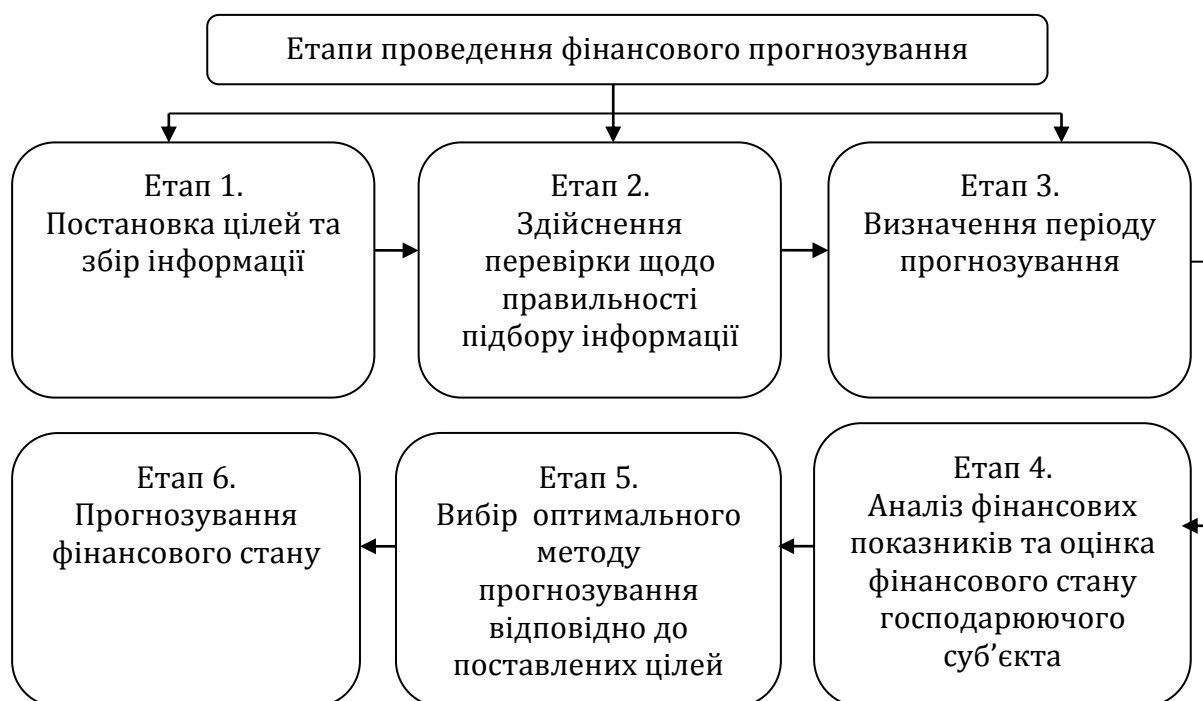 Етапи проведення фінансового прогнозування
Етап 1.
Постановка цілей та
збір інформації
Етап 2.
Здійснення
перевірки щодо
правильності
підбору інформації
Етап 3.
Визначення періоду
прогнозування
Етап 4.
Аналіз фінансових
показників та оцінка
фінансового стану
господарюючого
суб’єкта
Етап 5.
Вибір оптимального
методу
прогнозування
відповідно до
поставлених цілей
Етап 6.
Прогнозування
фінансового стану